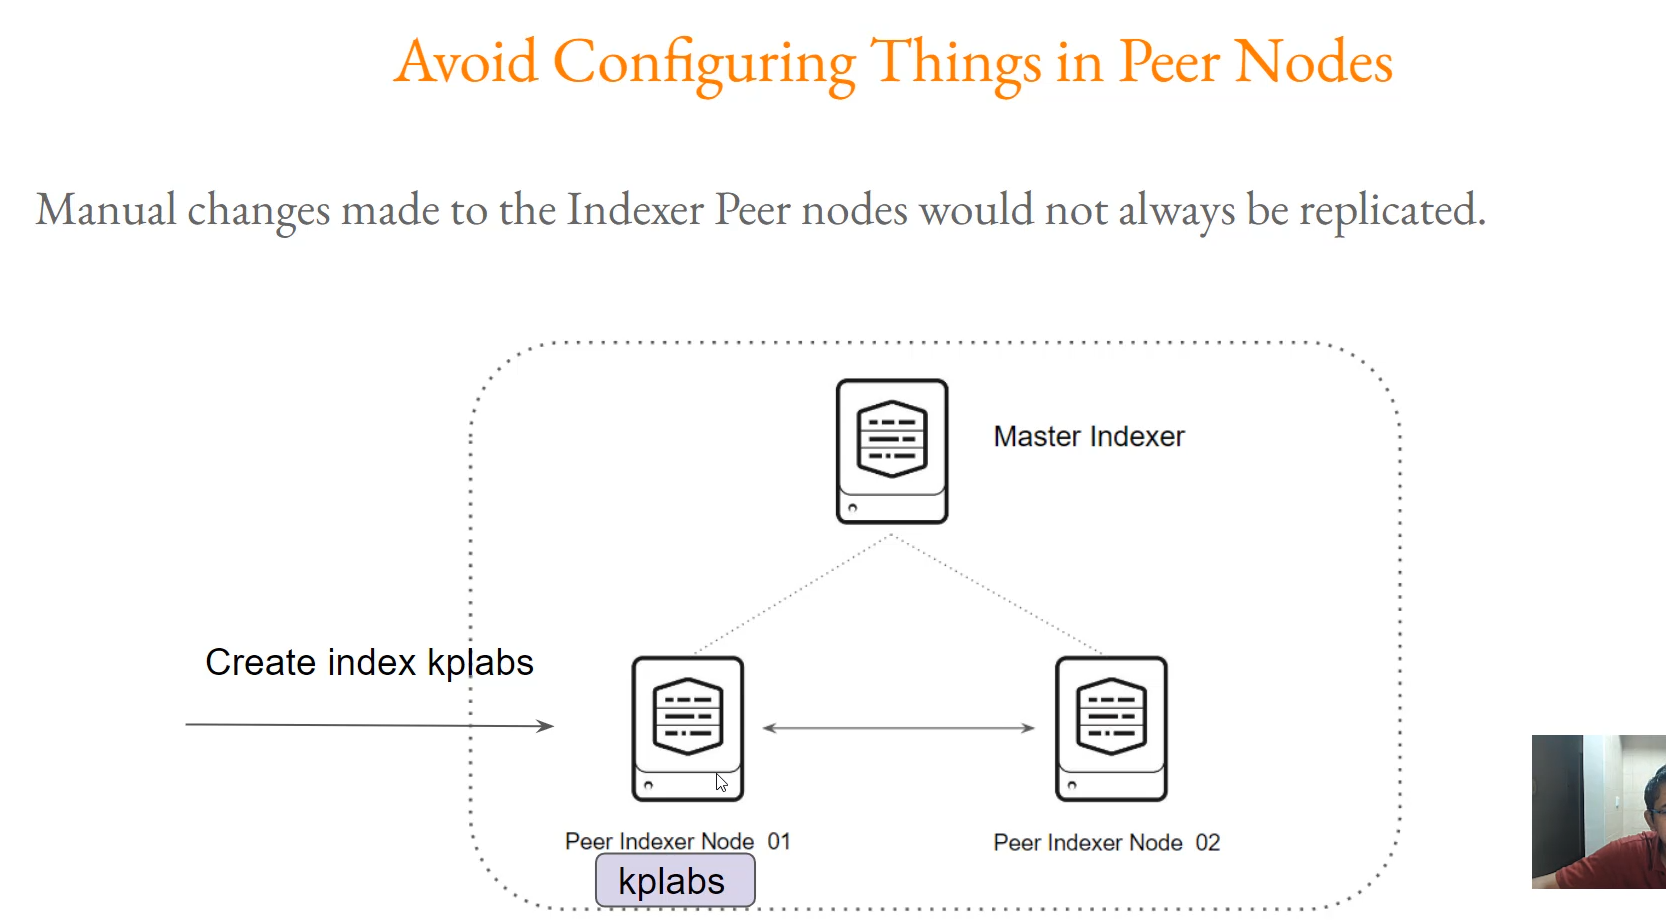 Avoid Configuring Things in Peer Nodes
Manual changes made to the Indexer Peer nodes would not always be replicated.
Master Indexer
Create index kplabs
Peer Indexer Node 01
Peer Indexer Node 02
kplabs